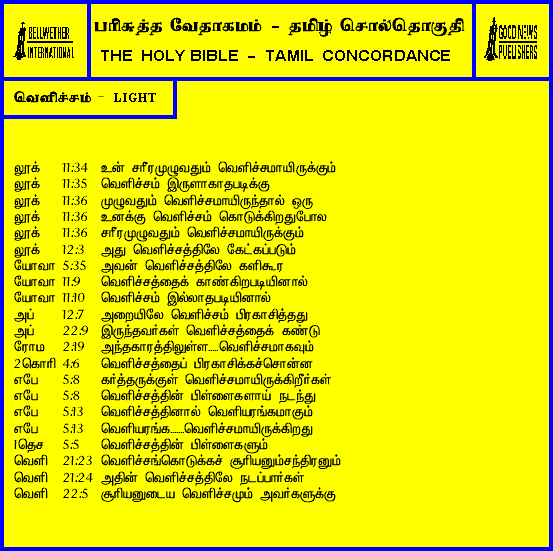 BELLWETHER
INTERNATIONAL
பரிசுத்த வேதாகமம் - தமிழ் சொல்தொகுதி
THE HOLY BIBLE - TAMIL CONCORDANCE
GOOD NEWS
PUBLISHERS
வெளிச்சம் - LIGHT
லூக் 11:34 உன் சரீரமுழுவதும் வெளிச்சமாயிருக்கும்
லூக் 11:35 வெளிச்சம் இருளாகாதபடிக்கு
லூக் 11:36 முழுவதும் வெளிச்சமாயிருந்தால் ஒரு
லூக் 11:36 உனக்கு வெளிச்சம் கொடுக்கிறதுபோல
லூக் 11:36 சரீரமுழுவதும் வெளிச்சமாயிருக்கும்
லூக் 12:3 அது வெளிச்சத்திலே கேட்கப்படும்
யோவா 5:35 அவன் வெளிச்சத்திலே களிகூர
யோவா 11:9 வெளிச்சத்தைக் காண்கிறபடியினால்
யோவா 11:10 வெளிச்சம் இல்லாதபடியினால்
அப் 12:7 அறையிலே வெளிச்சம் பிரகாசித்தது
அப் 22:9 இருந்தவர்கள் வெளிச்சத்தைக் கண்டு
ரோம 2:19 அந்தகாரத்திலுள்ள.....வெளிச்சமாகவும்
2கொரி 4:6 வெளிச்சத்தைப் பிரகாசிக்கச்சொன்ன
எபே 5:8 கர்த்தருக்குள் வெளிச்சமாயிருக்கிறீர்கள்
எபே 5:8 வெளிச்சத்தின் பிள்ளைகளாய் நடந்து
எபே 5:13 வெளிச்சத்தினால் வெளியரங்கமாகும்
எபே 5:13 வெளியரங்க......வெளிச்சமாயிருக்கிறது
1தெச 5:5 வெளிச்சத்தின் பிள்ளைகளும்
வெளி 21:23 வெளிச்சங்கொடுக்கச் சூரியனும்சந்திரனும்
வெளி 21:24 அதின் வெளிச்சத்திலே நடப்பார்கள்
வெளி 22:5 சூரியனுடைய வெளிச்சமும் அவர்களுக்கு